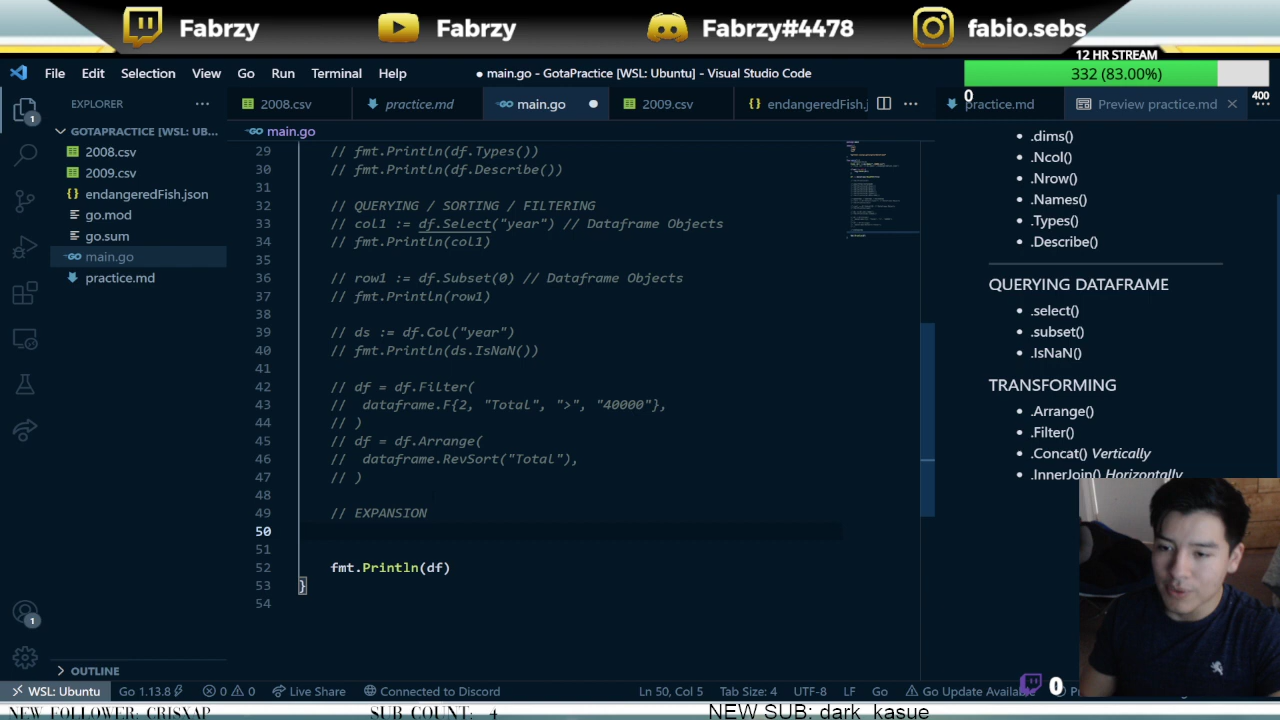 Fabrzy
Fabrzy
Fabrzy#4478
fabio.sebs
File Edit Selection View Go Run Terminal Help
● main.go - GotaPractice [WSL: Ubuntu] - Visual Studio Code
12 HR STREAM
332 (83.00%)
0
400
EXPLORER
2008.csv
practice.md
main.go
2009.csv
endangeredFish.j
practice.md
Preview practice.md
GOTAPRACTICE [WSL: UB...
2008.csv
2009.csv
endangeredFish.json
go.mod
go.sum
main.go
practice.md
main.go
29 // fmt.Println(df.Types())
30 // fmt.Println(df.Describe())
31
32 // QUERYING / SORTING / FILTERING
33 // col1 := df.Select("year") // Dataframe Objects
34 // fmt.Println(col1)
35
36 // row1 := df.Subset(0) // Dataframe Objects
37 // fmt.Println(row1)
38
39 // ds := df.Col("year")
40 // fmt.Println(ds.IsNaN())
41
42 // df = df.Filter(
43 // dataframe.F{2, "Total", ">", "40000"},
44 // )
45 // df = df.Arrange(
46 // dataframe.RevSort("Total"),
47 // )
48
49 // EXPANSION
50
51
52 fmt.Println(df)
53 }
54
• .dims()
• .Ncol()
• .Nrow()
• .Names()
• .Types()
• .Describe()
QUERYING DATAFRAME
• .select()
• .subset()
• .IsNaN()
TRANSFORMING
• .Arrange()
• .Filter()
• .Concat() Vertically
• .InnerJoin() Horizontally
1
1
OUTLINE
WSL: Ubuntu Go 1.13.8 0 0 Live Share Connected to Discord Ln 50, Col 5 Tab Size: 4 UTF-8 LF Go Go Update Availa
0
NEW FOLLOWER: CRISXAP
SUB COUNT: 4
NEW SUB: dark_kasue